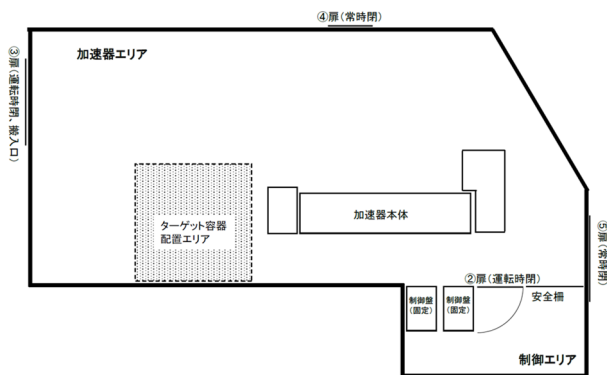 ④扉（常時閉）
加速器エリア
③扉（運転時閉、搬入口）
加速器本体
ターゲット容器
配置エリア
⑤扉（常時閉）
②扉（運転時閉）
制御盤
（固定）
制御盤
（固定）
安全柵
制御エリア